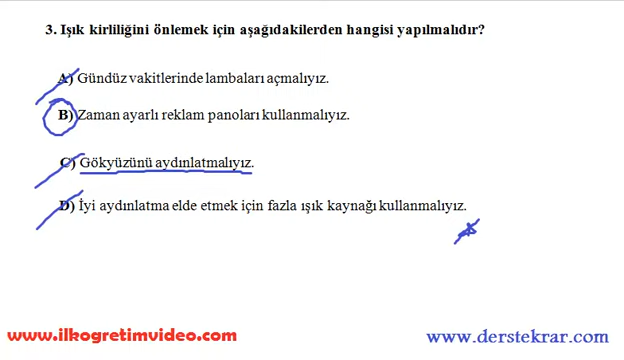 3. Işık kirliliğini önlemek için aşağıdakilerden hangisi yapılmalıdır?
A) Gündüz vakitlerinde lambaları açmalıyız.
B) Zaman ayarlı reklam panoları kullanmalıyız.
C) Gökyüzünü aydınlatmalıyız.
D) İyi aydınlatma elde etmek için fazla ışık kaynağı kullanmalıyız.
www.ilkogretimvideo.com
www.derstekrar.com